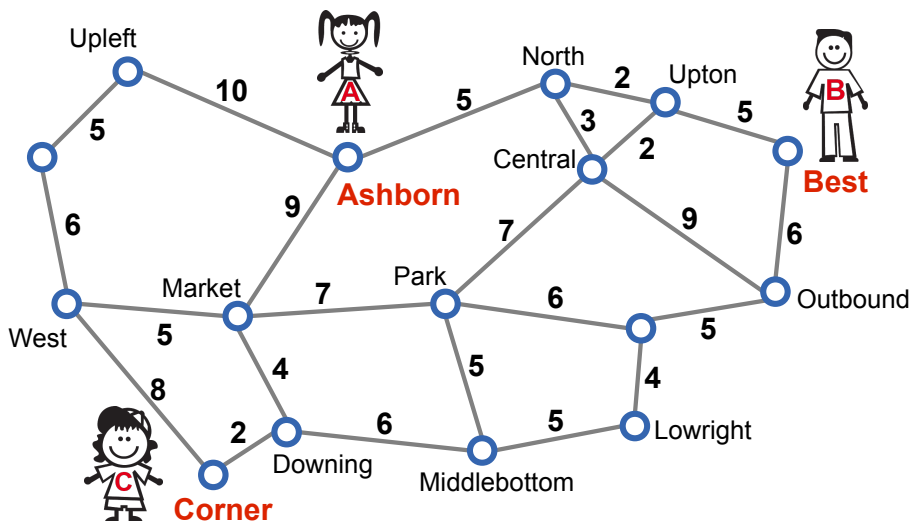 Upleft
A
North
2
Upton
B
10
5
5
5
3
2
Central
Best
Ashborn
9
6
7
9
6
Market
Park
7
6
Outbound
West
5
5
8
4
5
4
2
6
5
Lowright
C
Downing
Middlebottom
Corner